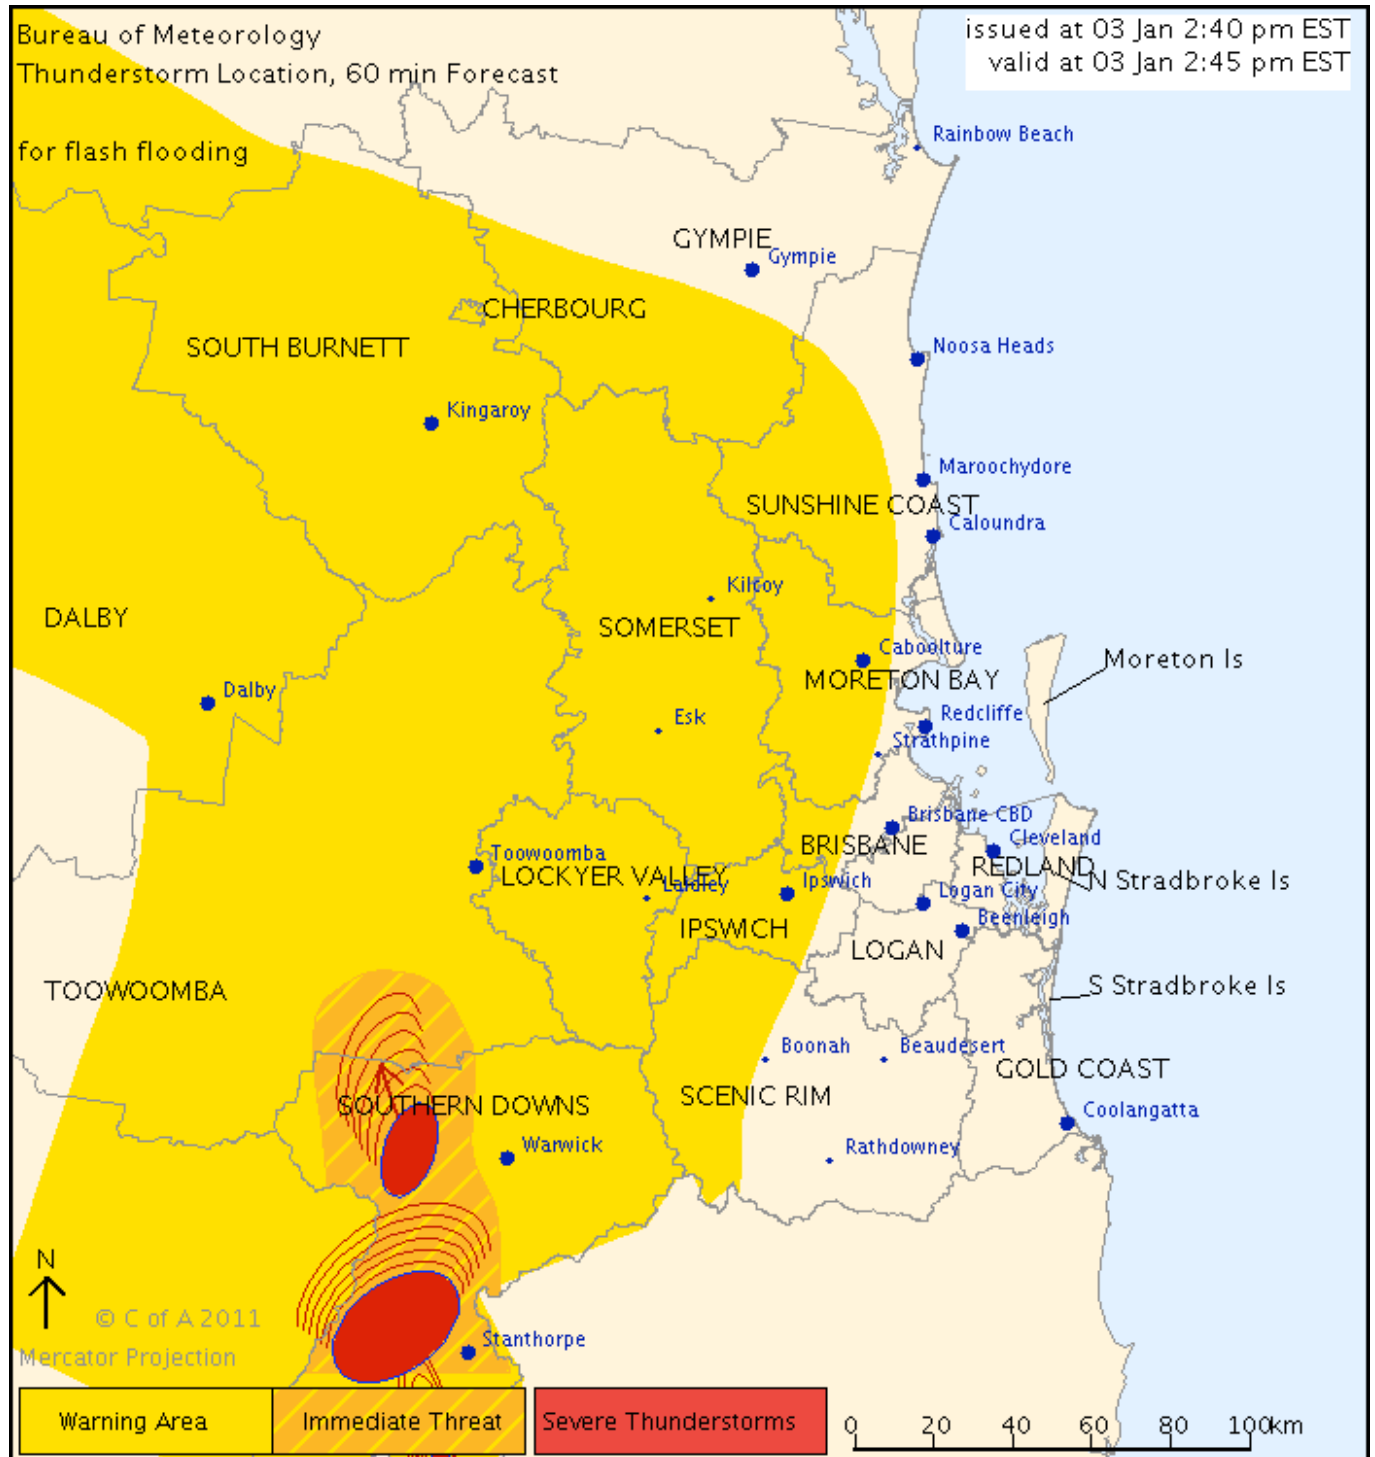 Bureau of Meteorology
Thunderstorm Location, 60 min Forecast
issued at 03 Jan 2:40 pm EST
valid at 03 Jan 2:45 pm EST
for flash flooding
Rainbow Beach
GYMPIE
Gympie
CHERBOURG
SOUTH BURNETT
Noosa Heads
Kingaroy
Maroochydore
SUNSHINE COAST
Caloundra
Kilcoy
DALBY
SOMERSET
Caboolture
Moreton Is
MORETON BAY
Dalby
Esk
Redcliffe
Strathpine
Brisbane CBD
BRISBANE
Cleveland
Toowoomba
REDLAND
LOCKYER VALLEY
Laidley
Ipswich
N Stradbroke Is
Logan City
Beenleigh
IPSWICH
LOGAN
TOOWOOMBA
S Stradbroke Is
Boonah
Beaudesert
GOLD COAST
SOUTHERN DOWNS
SCENIC RIM
Coolangatta
Warwick
Rathdowney
N
© C of A 2011
Stanthorpe
Mercator Projection
Warning Area
Immediate Threat
Severe Thunderstorms
0 20 40 60 80 100km